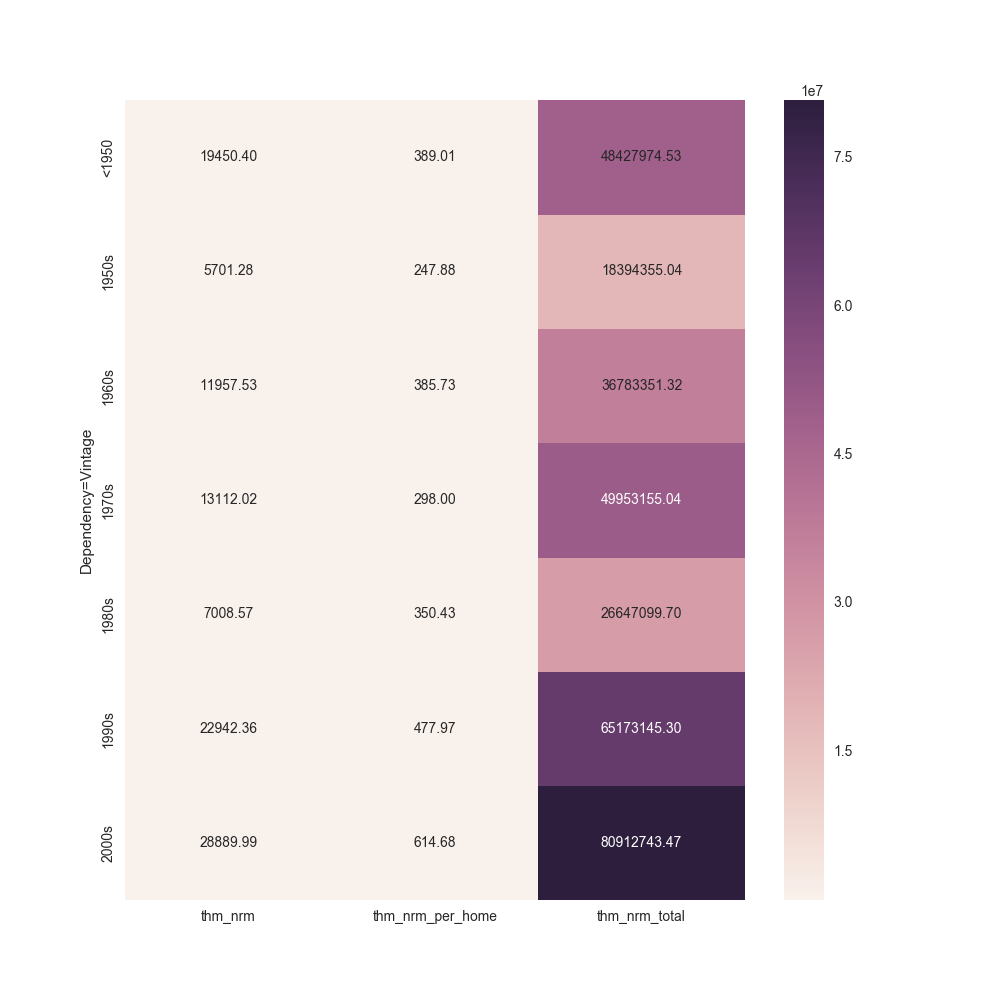 1e7
<1950 19450.40 389.01 48427974.53
7.5
1950s 5701.28 247.88 18394355.04
6.0
1960s 11957.53 385.73 36783351.32
4.5
Dependency=Vintage
1970s 13112.02 298.00 49953155.04
1980s 7008.57 350.43 26647099.70
3.0
1990s 22942.36 477.97 65173145.30
1.5
2000s 28889.99 614.68 80912743.47
thm_nrm thm_nrm_per_home thm_nrm_total